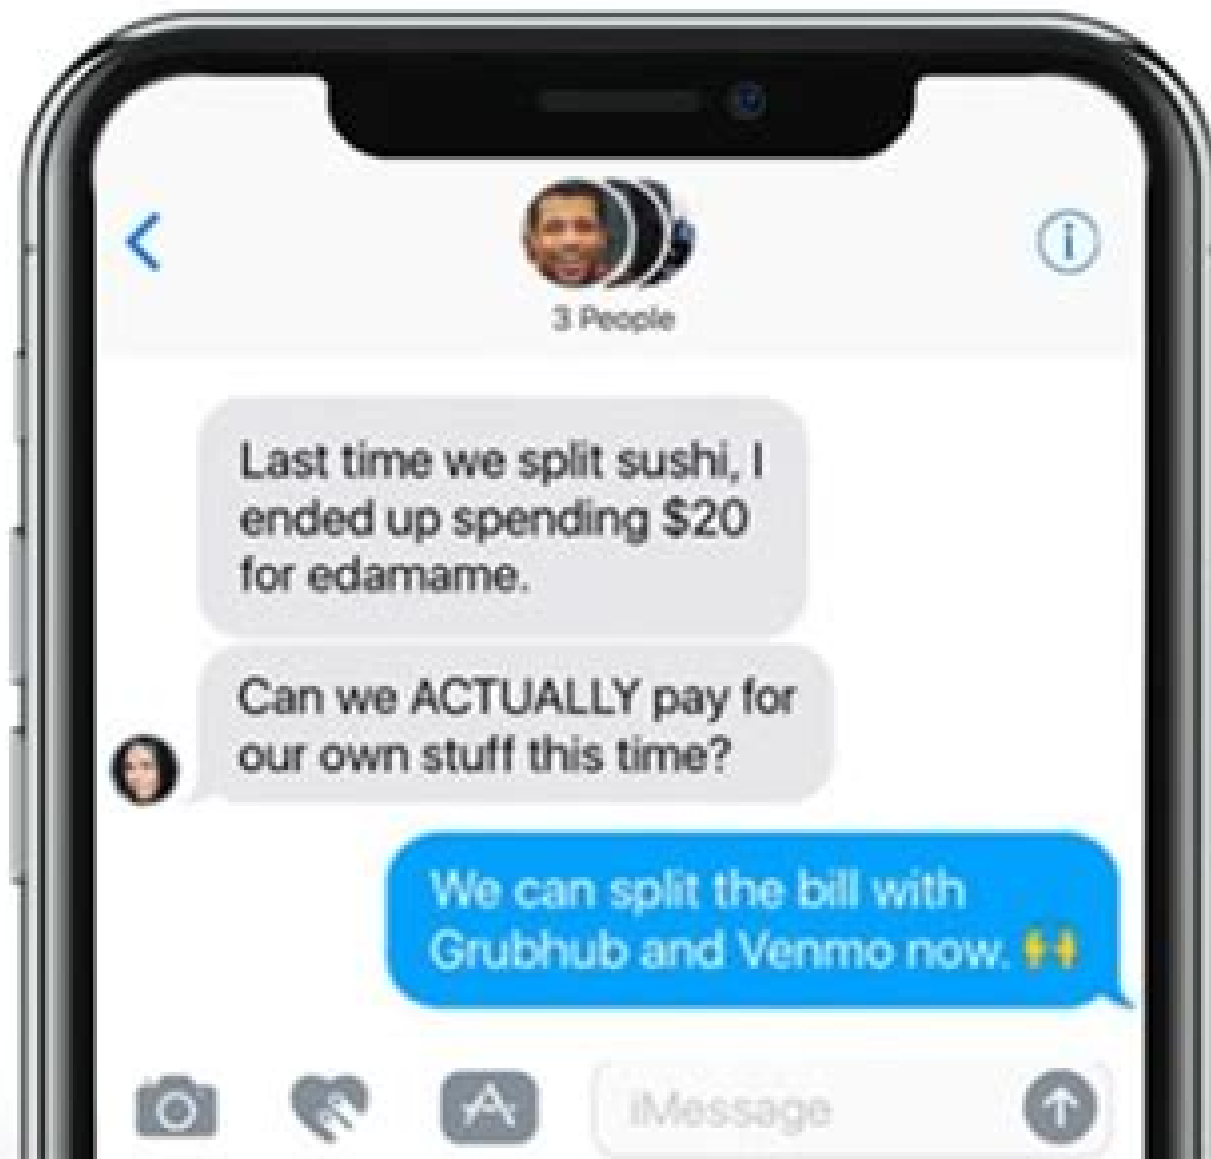 3 People
Last time we split sushi, I
ended up spending $20
for edamame.
Can we ACTUALLY pay for
our own stuff this time?
We can split the bill with
Grubhub and Venmo now. 🙌
iMessage